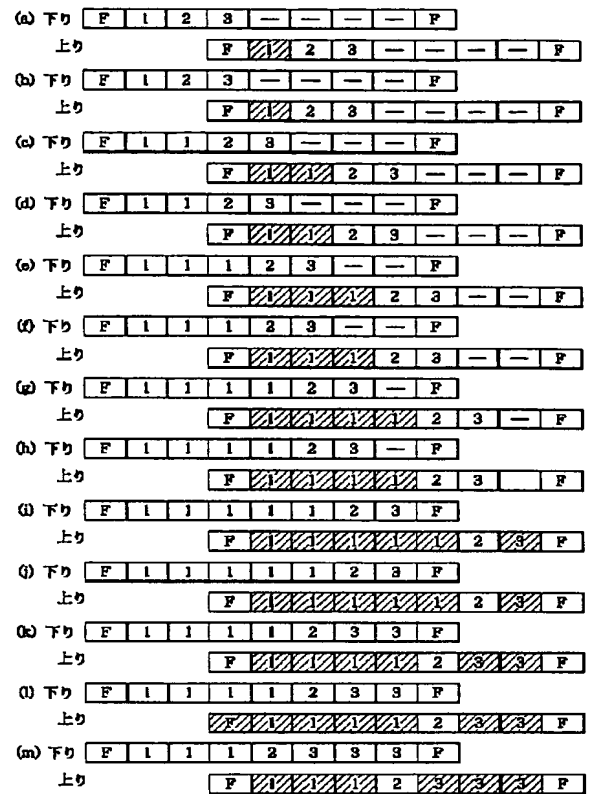 (a) 下り F 1 2 3 — — — — F
上り F 1 2 3 — — — — F
(b) 下り F 1 2 3 — — — — F
上り F 1 2 3 — — — — F
(c) 下り F 1 1 2 3 — — — F
上り F 1 1 2 3 — — — F
(d) 下り F 1 1 2 3 — — — F
上り F 1 1 2 3 — — — F
(e) 下り F 1 1 1 2 3 — — F
上り F 1 1 1 2 3 — — F
(f) 下り F 1 1 1 2 3 — — F
上り F 1 1 1 2 3 — — F
(g) 下り F 1 1 1 1 2 3 — F
上り F 1 1 1 1 2 3 — F
(h) 下り F 1 1 1 1 2 3 — F
上り F 1 1 1 1 2 3 F
(i) 下り F 1 1 1 1 1 2 3 F
上り F 1 1 1 1 1 2 3 F
(j) 下り F 1 1 1 1 1 2 3 F
上り F 1 1 1 1 1 2 3 F
(k) 下り F 1 1 1 1 2 3 3 F
上り F 1 1 1 1 2 3 3 F
(l) 下り F 1 1 1 1 2 3 3 F
上り F 1 1 1 1 2 3 3 F
(m) 下り F 1 1 1 2 3 3 3 F
上り F 1 1 1 2 3 3 3 F